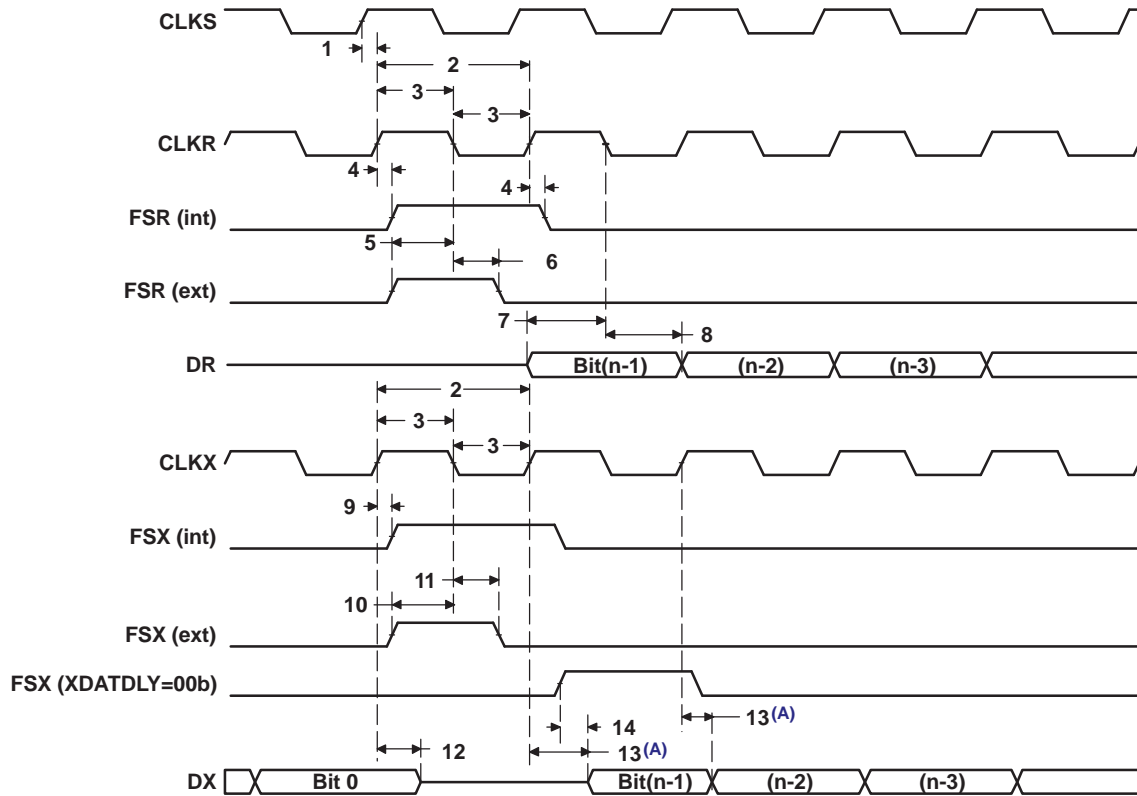 CLKS
1
2
3
3
CLKR
4
4
FSR (int)
5
6
FSR (ext)
7
8
DR
Bit(n-1)
(n-2)
(n-3)
2
3
3
CLKX
9
FSX (int)
11
10
FSX (ext)
FSX (XDATDLY=00b)
14
13(A)
12
13(A)
DX
Bit 0
Bit(n-1)
(n-2)
(n-3)